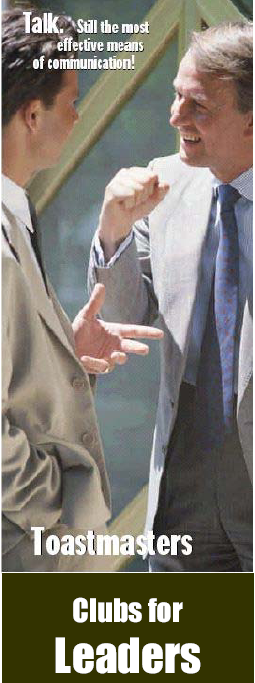 Talk. Still the most
effective means
of communication!
Toastmasters
Clubs for
Leaders